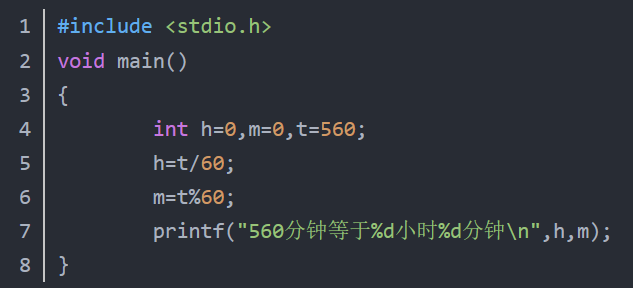 1 #include <stdio.h>
2 void main()
3 {
4 int h=0,m=0,t=560;
5 h=t/60;
6 m=t%60;
7 printf("560分钟等于%d小时%d分钟\n",h,m);
8 }